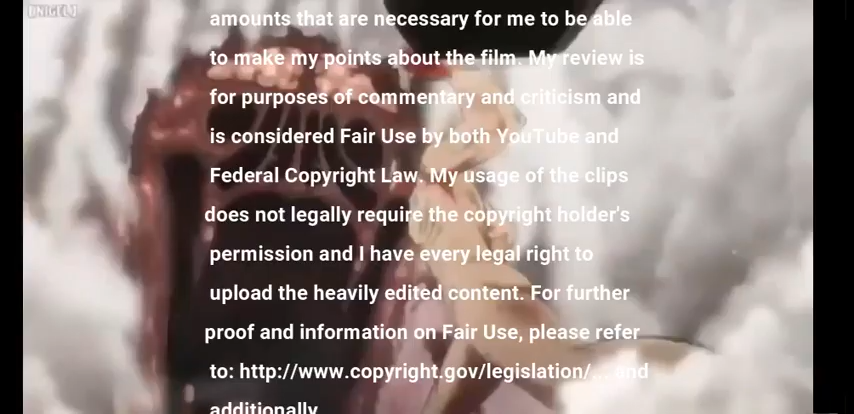 [NIGEL]
amounts that are necessary for me to be able
to make my points about the film. My review is
for purposes of commentary and criticism and
is considered Fair Use by both YouTube and
Federal Copyright Law. My usage of the clips
does not legally require the copyright holder's
permission and I have every legal right to
upload the heavily edited content. For further
proof and information on Fair Use, please refer
to: http://www.copyright.gov/legislation/... and
additionally